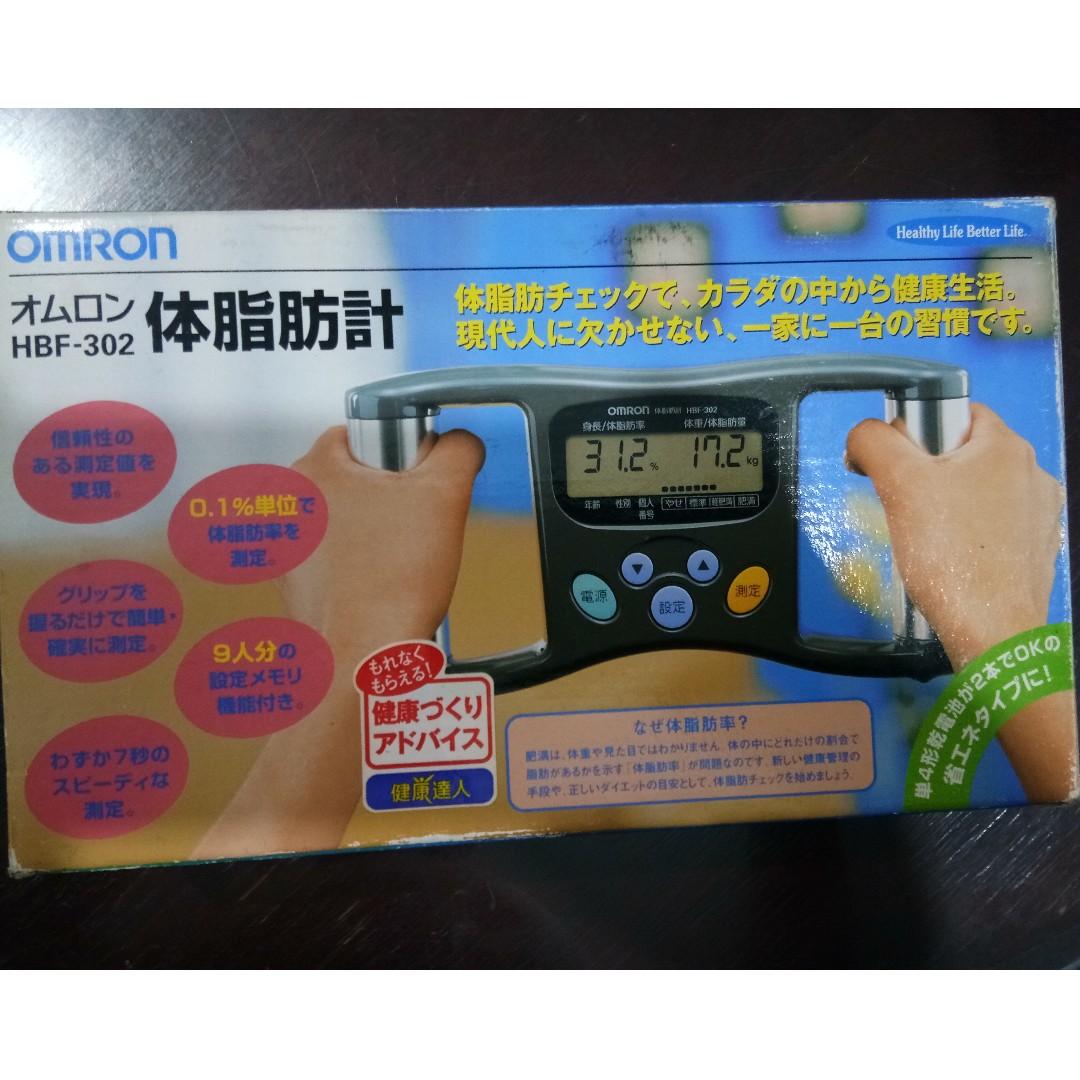 OMRON
Healthy Life Better Life.
オムロン
HBF-302
体脂肪計
体脂肪チェックで、カラダの中から健康生活。
現代人に欠かせない、一家に一台の習慣です。
信頼性の
ある測定値を
実現。
0.1%単位で
体脂肪率を
測定。
グリップを
握るだけで簡単・
確実に測定。
9人分の
設定メモリ
機能付き。
わずか7秒の
スピーディな
測定。
OMRON 体脂肪計 HBF-302
身長/体脂肪率 体重/体脂肪量
31.2 % 17.2 kg
年齢 性別 個人番号 やせ 標準 軽肥満 肥満
電源
▼
▲
設定
測定
もれなく
もらえる!
健康づくり
アドバイス
健康達人
なぜ体脂肪率?
肥満は、体重や見た目ではわかりません。体の中にどれだけの割合で
脂肪があるかを示す「体脂肪率」が問題なのです。新しい健康管理の
手段や、正しいダイエットの目安として、体脂肪チェックを始めましょう。
単4形乾電池が2本でOKの
省エネタイプに!